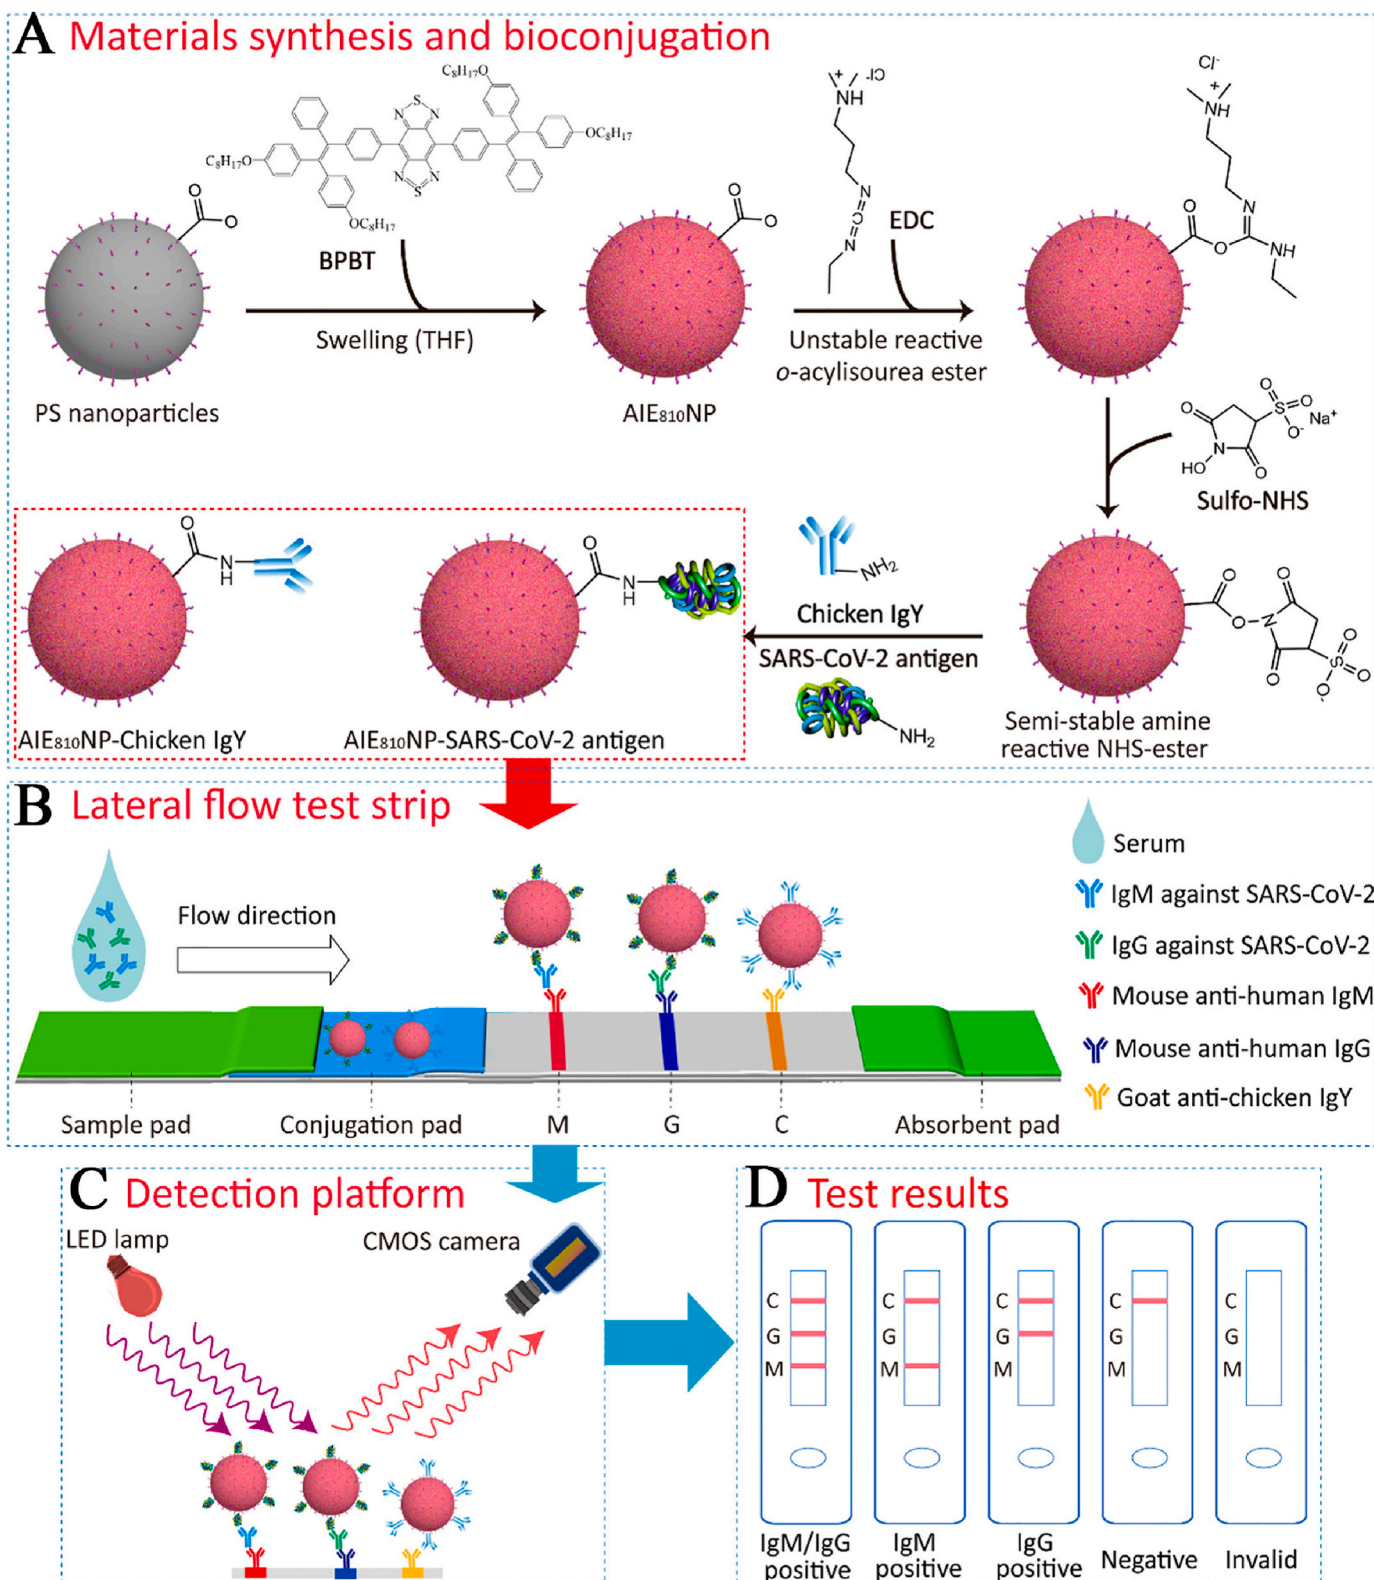 A Materials synthesis and bioconjugation
C8H17O
OC8H17
C8H17O
OC8H17
N S N
N S N
BPBT
Swelling (THF)
O
O
PS nanoparticles
O
O
AIE810NP
Cl-
+
NH
N
C
N
EDC
Unstable reactive
o-acylisourea ester
Cl-
+
NH
N
O
O
NH
O
O
S
O
O-
Na+
N
HO
O
Sulfo-NHS
O
O
N
O
O
S
O
O
O-
Semi-stable amine
reactive NHS-ester
NH2
Chicken IgY
SARS-CoV-2 antigen
NH2
O
N
H
AIE810NP-Chicken IgY
O
N
H
AIE810NP-SARS-CoV-2 antigen
B Lateral flow test strip
Flow direction
Serum
IgM against SARS-CoV-2
IgG against SARS-CoV-2
Mouse anti-human IgM
Mouse anti-human IgG
Goat anti-chicken IgY
Sample pad
Conjugation pad
M
G
C
Absorbent pad
C Detection platform
LED lamp
CMOS camera
D Test results
C
G
M
IgM/IgG
positive
C
G
M
IgM
positive
C
G
M
IgG
positive
C
G
M
Negative
C
G
M
Invalid